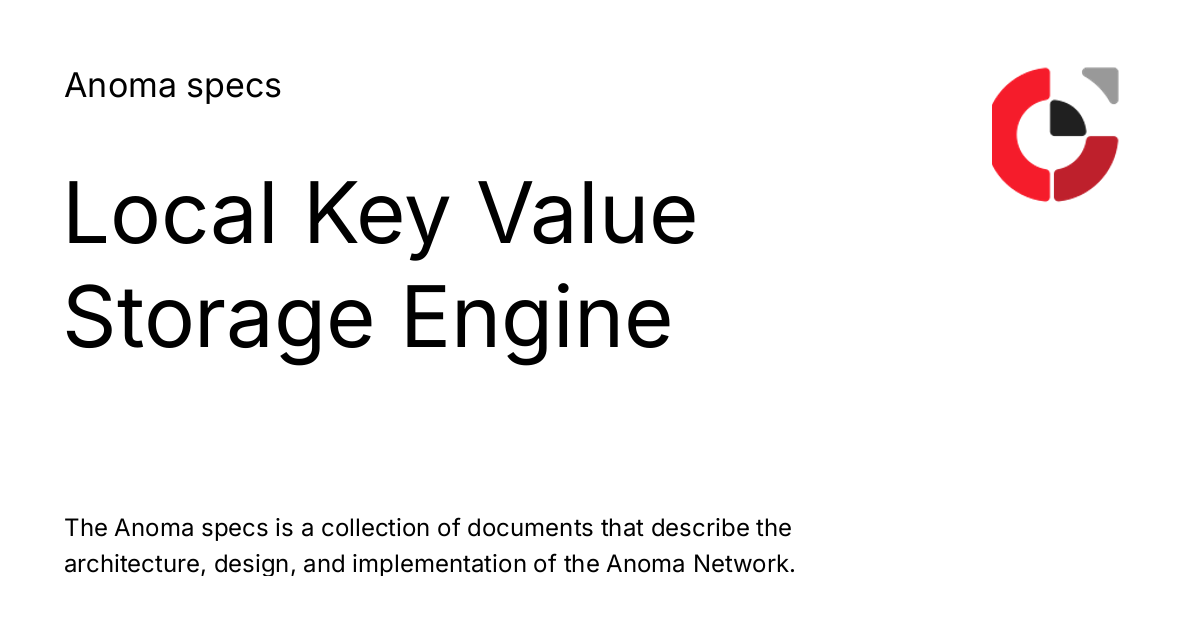 Anoma specs
Local Key Value
Storage Engine
The Anoma specs is a collection of documents that describe the
architecture, design, and implementation of the Anoma Network.